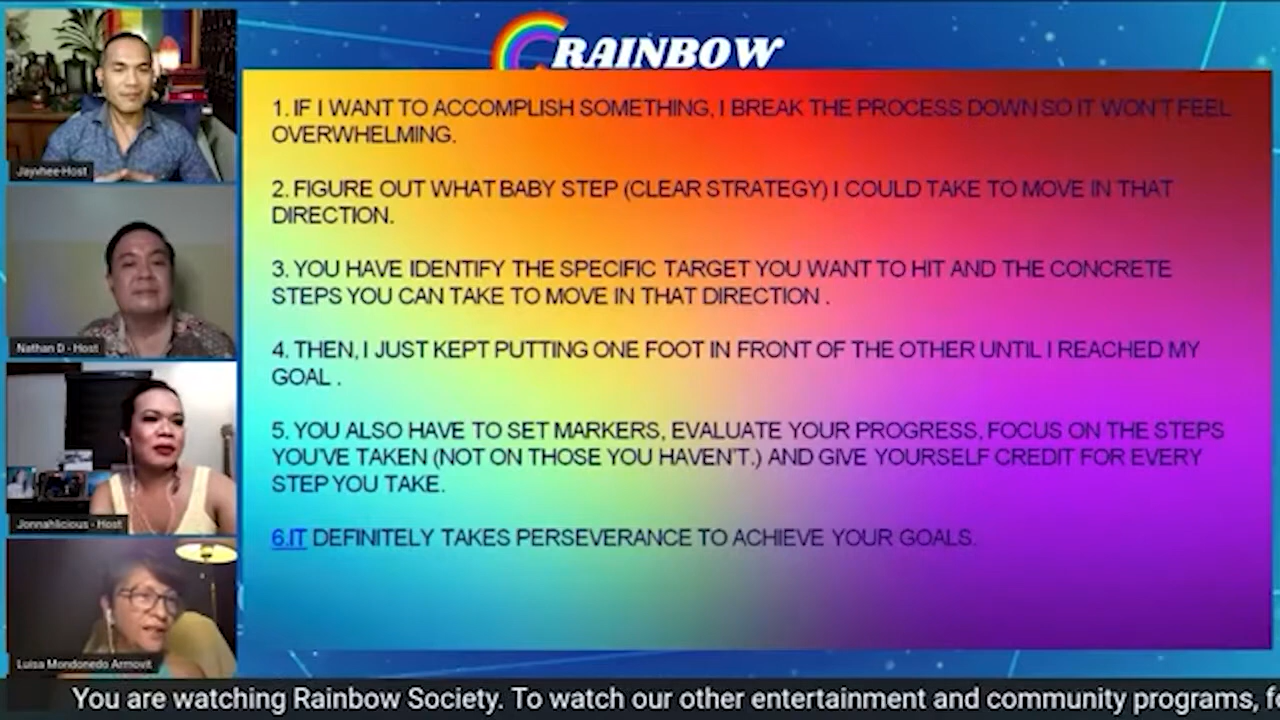 RAINBOW
1. IF I WANT TO ACCOMPLISH SOMETHING, I BREAK THE PROCESS DOWN SO IT WON'T FEEL
OVERWHELMING.
2. FIGURE OUT WHAT BABY STEP (CLEAR STRATEGY) I COULD TAKE TO MOVE IN THAT
DIRECTION.
3. YOU HAVE IDENTIFY THE SPECIFIC TARGET YOU WANT TO HIT AND THE CONCRETE
STEPS YOU CAN TAKE TO MOVE IN THAT DIRECTION .
4. THEN, I JUST KEPT PUTTING ONE FOOT IN FRONT OF THE OTHER UNTIL I REACHED MY
GOAL .
5. YOU ALSO HAVE TO SET MARKERS, EVALUATE YOUR PROGRESS, FOCUS ON THE STEPS
YOU'VE TAKEN (NOT ON THOSE YOU HAVEN'T.) AND GIVE YOURSELF CREDIT FOR EVERY
STEP YOU TAKE.
6.IT DEFINITELY TAKES PERSEVERANCE TO ACHIEVE YOUR GOALS.
Jayvhee-Host
Nathan D - Host
Jonnahlicious - Host
Luisa Mondonedo Armovit
You are watching Rainbow Society. To watch our other entertainment and community programs,